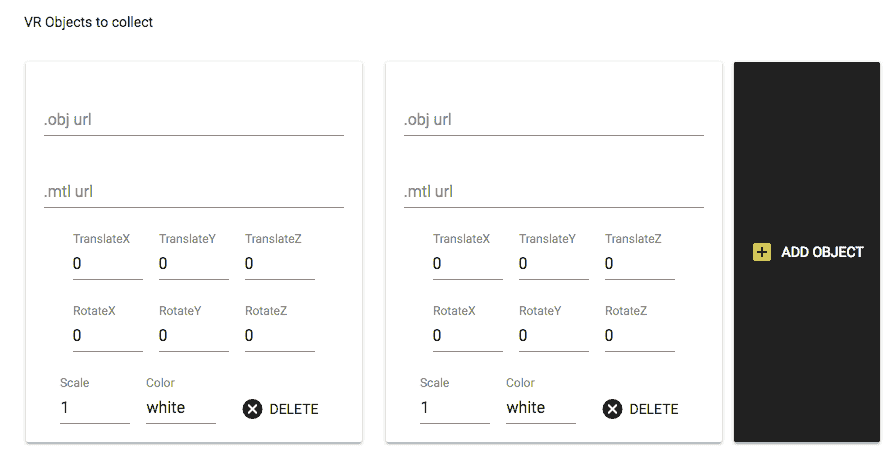 VR Objects to collect
.obj url
.mtl url
TranslateX TranslateY TranslateZ
0 0 0
RotateX RotateY RotateZ
0 0 0
Scale Color
1 white DELETE
.obj url
.mtl url
TranslateX TranslateY TranslateZ
0 0 0
RotateX RotateY RotateZ
0 0 0
Scale Color
1 white DELETE
ADD OBJECT